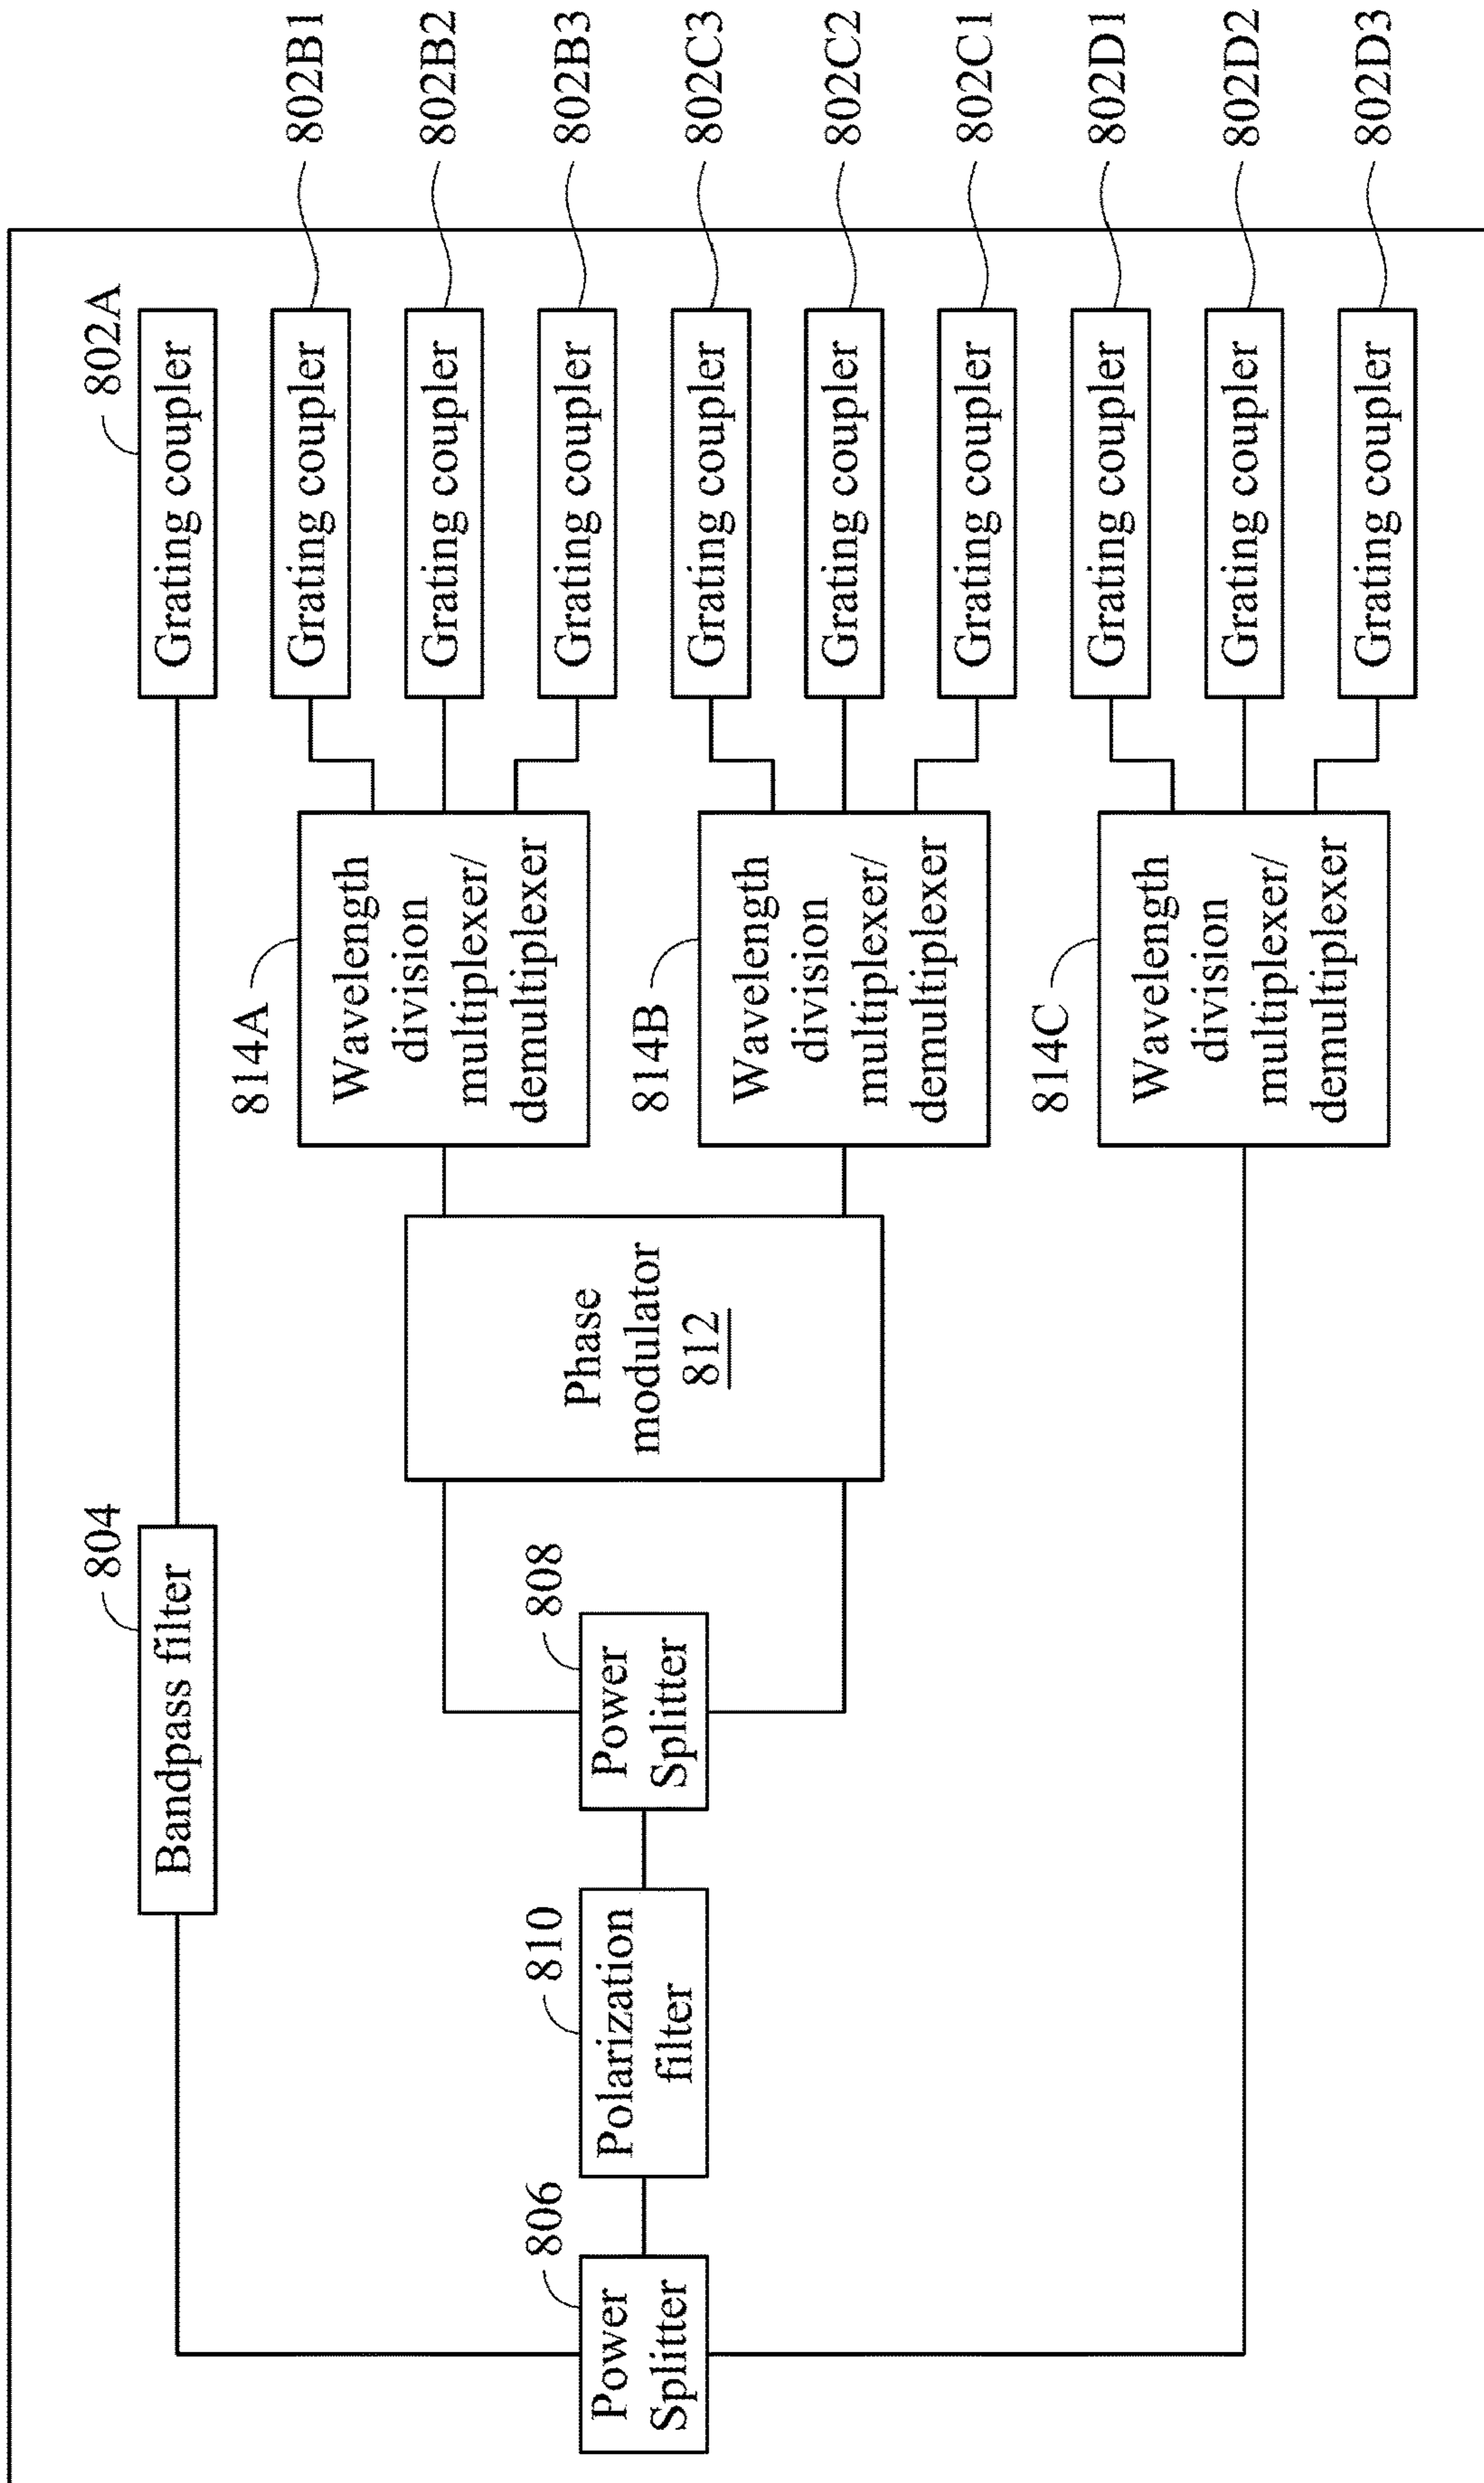 804
Bandpass filter
802A
Grating coupler
802B1
Grating coupler
802B2
Grating coupler
802B3
Grating coupler
802C3
Grating coupler
802C2
Grating coupler
802C1
Grating coupler
802D1
Grating coupler
802D2
Grating coupler
802D3
Grating coupler
814A
Wavelength
division
multiplexer/
demultiplexer
814B
Wavelength
division
multiplexer/
demultiplexer
814C
Wavelength
division
multiplexer/
demultiplexer
Phase
modulator
812
808
Power
Splitter
810
Polarization
filter
806
Power
Splitter